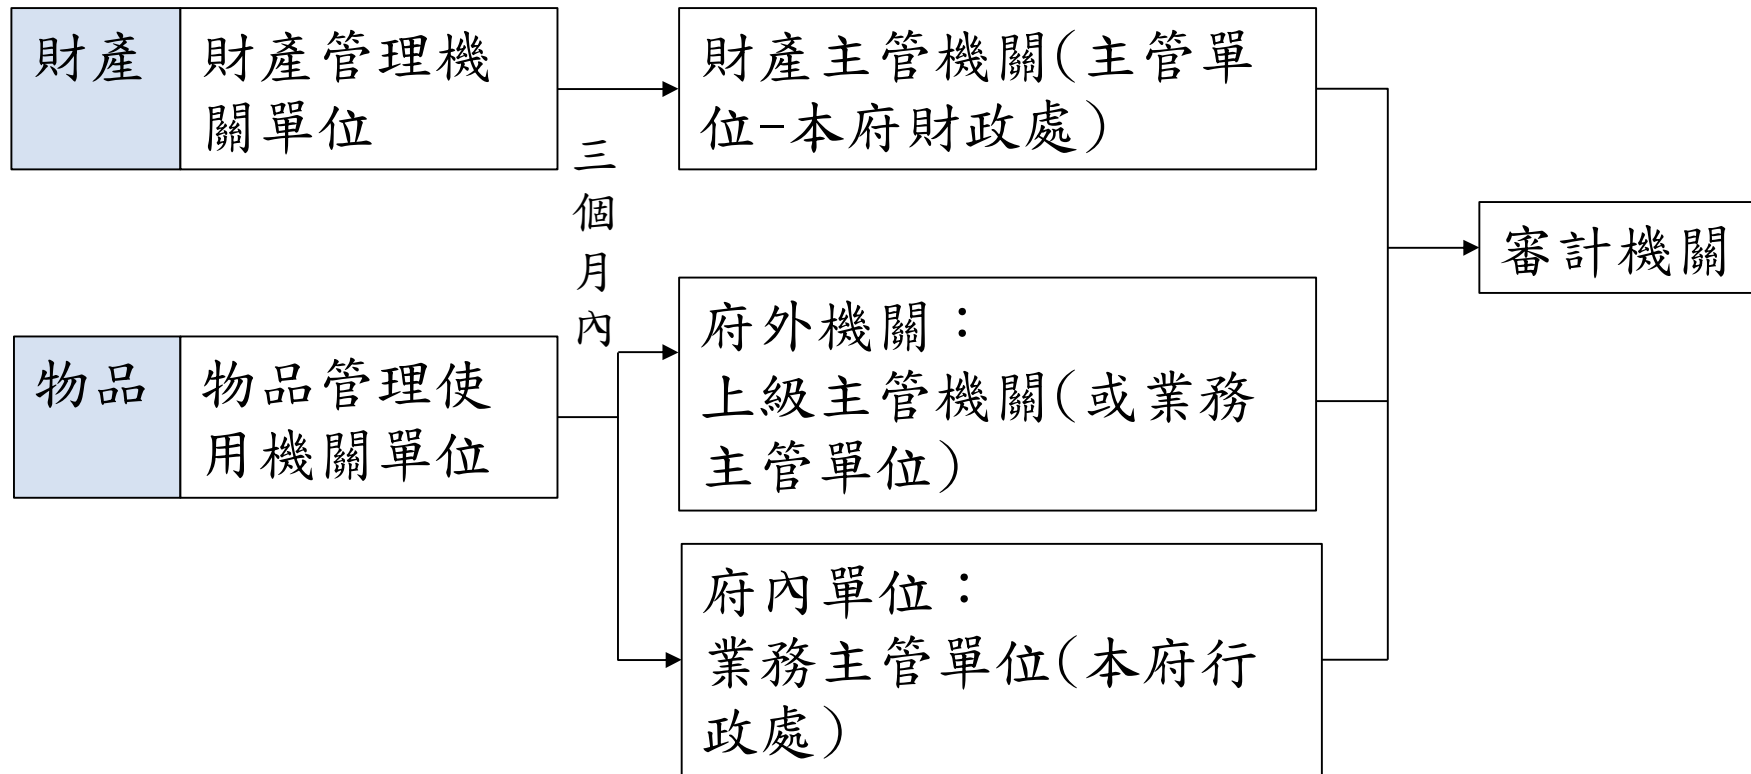 財產
財產管理機
關單位
財產主管機關(主管單
位-本府財政處)
三
個
月
內
審計機關
物品
物品管理使
用機關單位
府外機關：
上級主管機關(或業務
主管單位)
府內單位：
業務主管單位(本府行
政處)